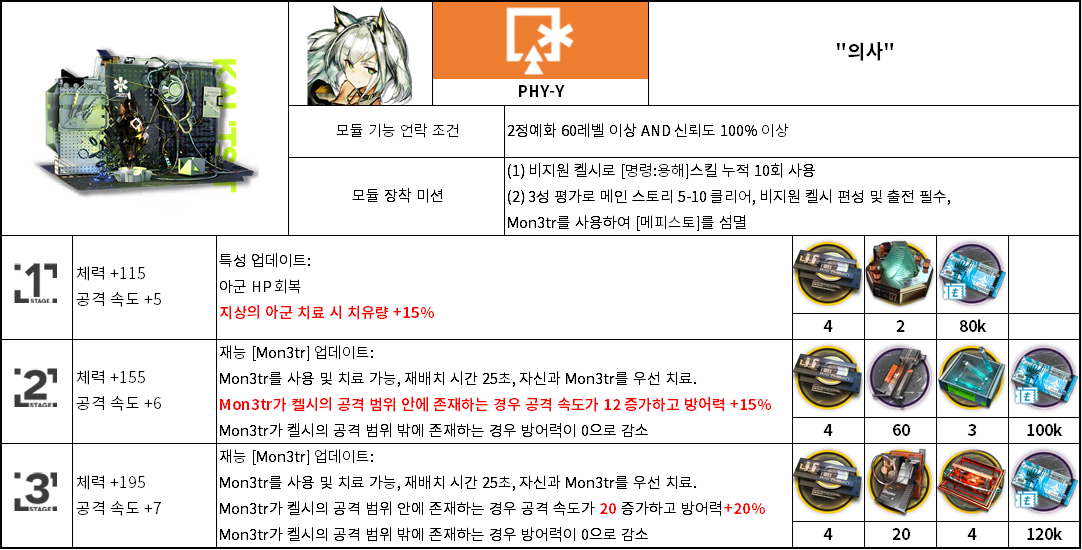 KAL'TSIT
PHY-Y
"의사"
모듈 기능 언락 조건
2정예화 60레벨 이상 AND 신뢰도 100% 이상
모듈 장착 미션
(1) 비지원 켈시로 [명령:용해]스킬 누적 10회 사용
(2) 3성 평가로 메인 스토리 5-10 클리어, 비지원 켈시 편성 및 출전 필수,
Mon3tr를 사용하여 [메피스토]를 섬멸
1
STAGE
체력 +115
공격 속도 +5
특성 업데이트:
아군 HP 회복
지상의 아군 치료 시 치유량 +15%
4
2
80k
2
STAGE
체력 +155
공격 속도 +6
재능 [Mon3tr] 업데이트:
Mon3tr를 사용 및 치료 가능, 재배치 시간 25초, 자신과 Mon3tr를 우선 치료.
Mon3tr가 켈시의 공격 범위 안에 존재하는 경우 공격 속도가 12 증가하고 방어력 +15%
Mon3tr가 켈시의 공격 범위 밖에 존재하는 경우 방어력이 0으로 감소
4
60
3
100k
3
STAGE
체력 +195
공격 속도 +7
재능 [Mon3tr] 업데이트:
Mon3tr를 사용 및 치료 가능, 재배치 시간 25초, 자신과 Mon3tr를 우선 치료.
Mon3tr가 켈시의 공격 범위 안에 존재하는 경우 공격 속도가 20 증가하고 방어력+20%
Mon3tr가 켈시의 공격 범위 밖에 존재하는 경우 방어력이 0으로 감소
4
20
4
120k